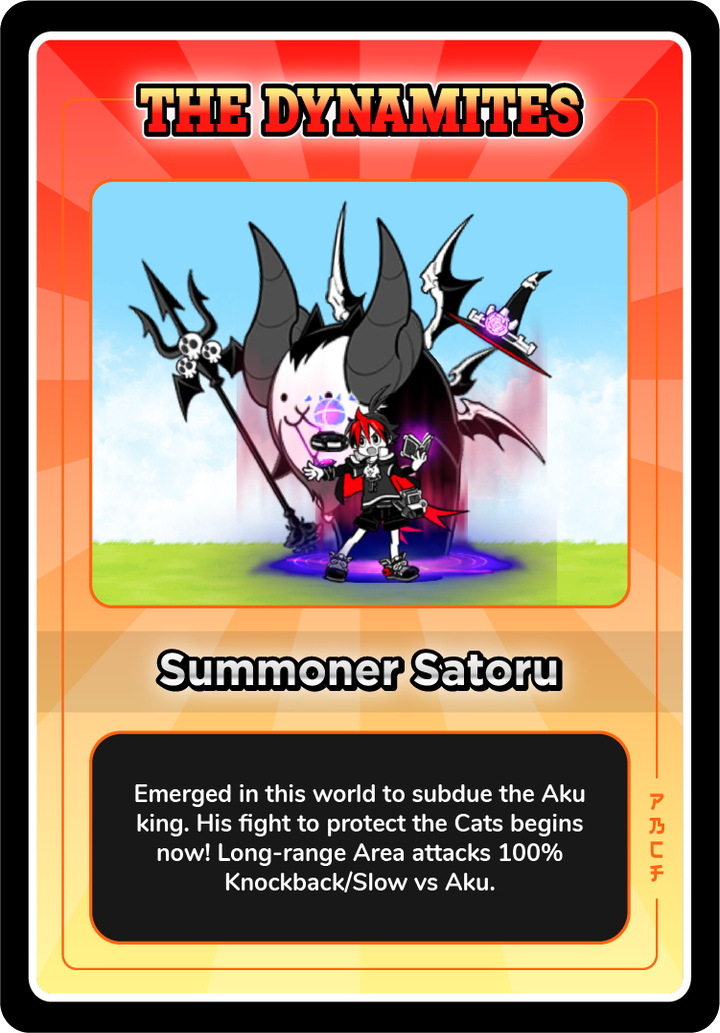 THE DYNAMITES
Summoner Satoru
Emerged in this world to subdue the Aku
king. His fight to protect the Cats begins
now! Long-range Area attacks 100%
Knockback/Slow vs Aku.
ア乃匚チ